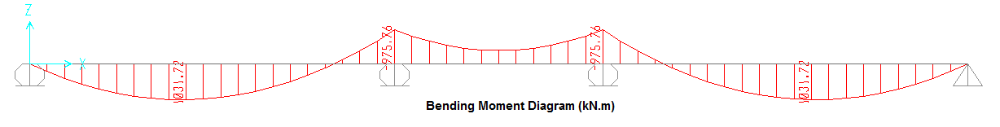 Z
X
1031.72
-975.76
-975.76
1031.72
Bending Moment Diagram (kN.m)